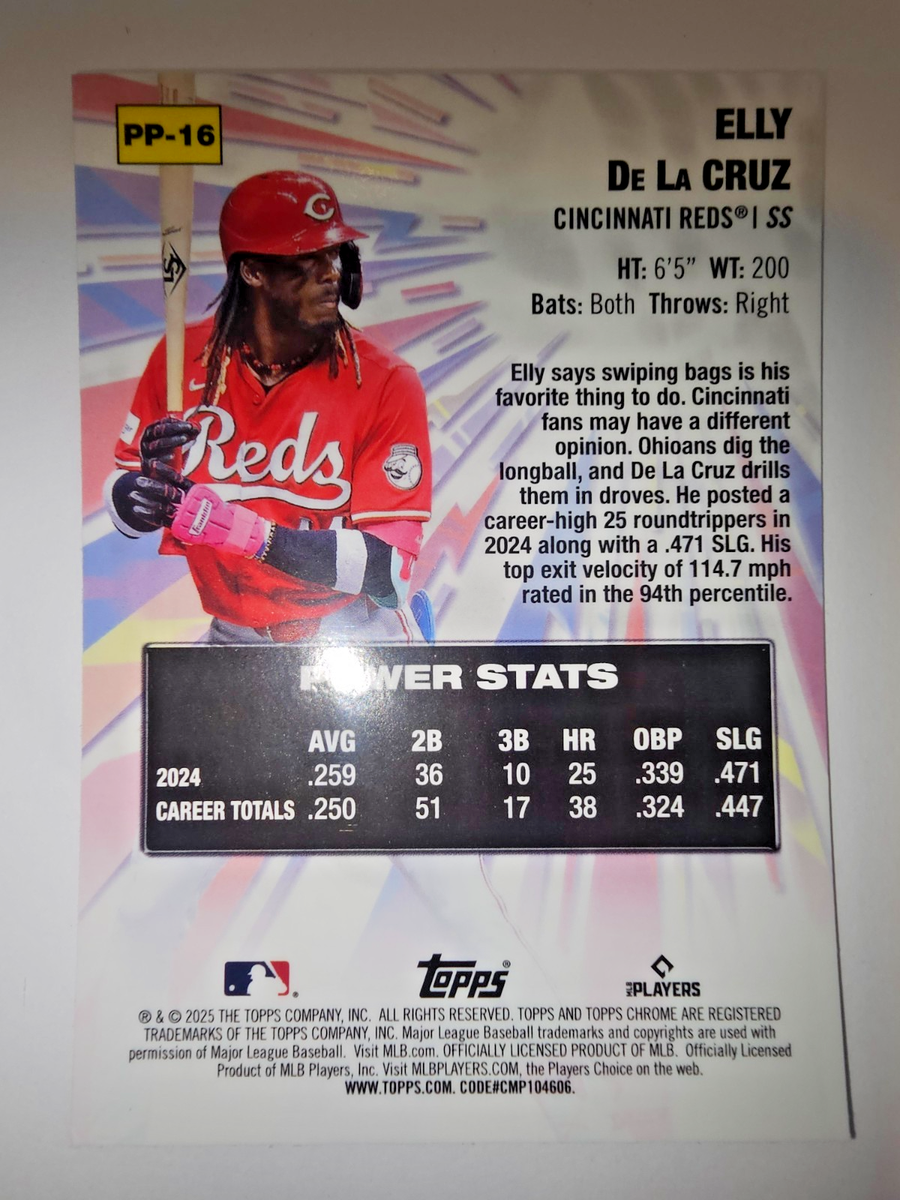 PP-16
ELLY
DE LA CRUZ
CINCINNATI REDS® | SS
HT: 6'5" WT: 200
Bats: Both Throws: Right
Elly says swiping bags is his
favorite thing to do. Cincinnati
fans may have a different
opinion. Ohioans dig the
longball, and De La Cruz drills
them in droves. He posted a
career-high 25 roundtrippers in
2024 along with a .471 SLG. His
top exit velocity of 114.7 mph
rated in the 94th percentile.
C
Reds
Franklin
POWER STATS
AVG 2B 3B HR OBP SLG
2024 .259 36 10 25 .339 .471
CAREER TOTALS .250 51 17 38 .324 .447
Topps®
MLB PLAYERS
® & © 2025 THE TOPPS COMPANY, INC. ALL RIGHTS RESERVED. TOPPS AND TOPPS CHROME ARE REGISTERED
TRADEMARKS OF THE TOPPS COMPANY, INC. Major League Baseball trademarks and copyrights are used with
permission of Major League Baseball. Visit MLB.com. OFFICIALLY LICENSED PRODUCT OF MLB. Officially Licensed
Product of MLB Players, Inc. Visit MLBPLAYERS.COM, the Players Choice on the web.
WWW.TOPPS.COM. CODE#CMP104606.